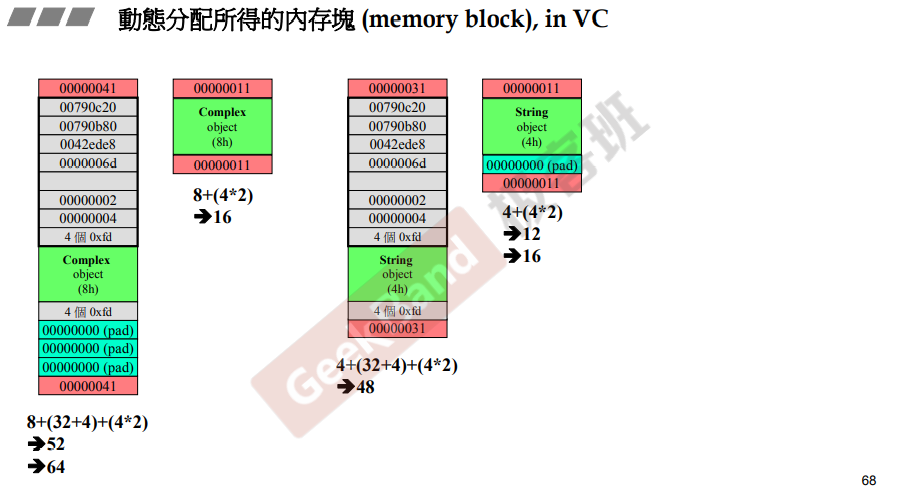 動態分配所得的內存塊 (memory block), in VC
00000041
00790c20
00790b80
0042ede8
0000006d
00000002
00000004
4 個 0xfd
Complex
object
(8h)
4 個 0xfd
00000000 (pad)
00000000 (pad)
00000000 (pad)
00000041
8+(32+4)+(4*2)
➔52
➔64
00000011
Complex
object
(8h)
00000011
8+(4*2)
➔16
00000031
00790c20
00790b80
0042ede8
0000006d
00000002
00000004
4 個 0xfd
String
object
(4h)
4 個 0xfd
00000031
4+(32+4)+(4*2)
➔48
00000011
String
object
(4h)
00000000 (pad)
00000011
4+(4*2)
➔12
➔16
GeekBand 极客班
68